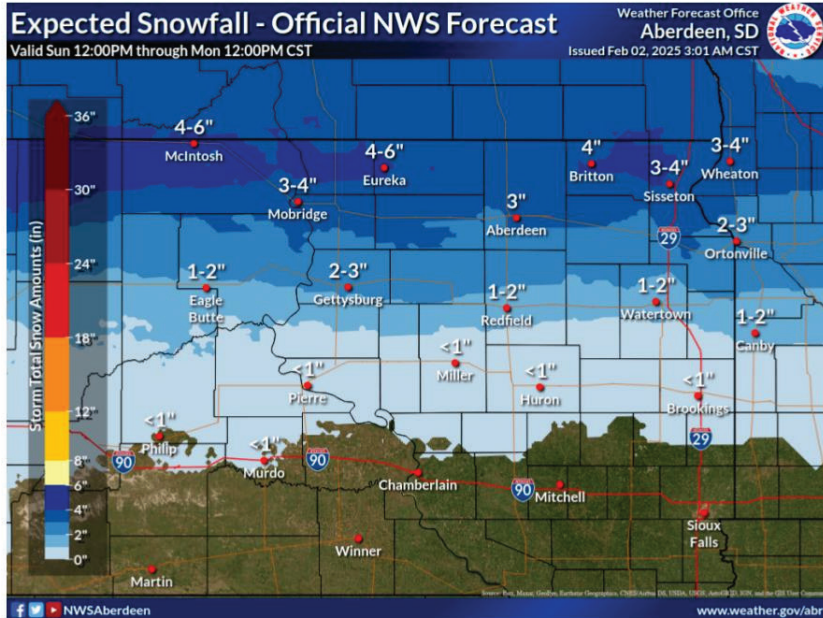 Expected Snowfall - Official NWS Forecast
Valid Sun 12:00PM through Mon 12:00PM CST
Weather Forecast Office
Aberdeen, SD
Issued Feb 02, 2025 3:01 AM CST
NATIONAL WEATHER SERVICE
Storm Total Snow Amounts (in)
36"
30"
24"
18"
12"
8"
6"
4"
2"
0"
4-6"
McIntosh
4-6"
Eureka
4"
Britton
3-4"
Sisseton
3-4"
Wheaton
3-4"
Mobridge
3"
Aberdeen
29
2-3"
Ortonville
1-2"
Eagle
Butte
2-3"
Gettysburg
1-2"
Redfield
1-2"
Watertown
1-2"
Canby
<1"
Pierre
<1"
Miller
<1"
Huron
<1"
Brookings
<1"
Philip
<1"
Murdo
90
90
29
Chamberlain
90
Mitchell
Sioux
Falls
Winner
Martin
NWSAberdeen
www.weather.gov/abr